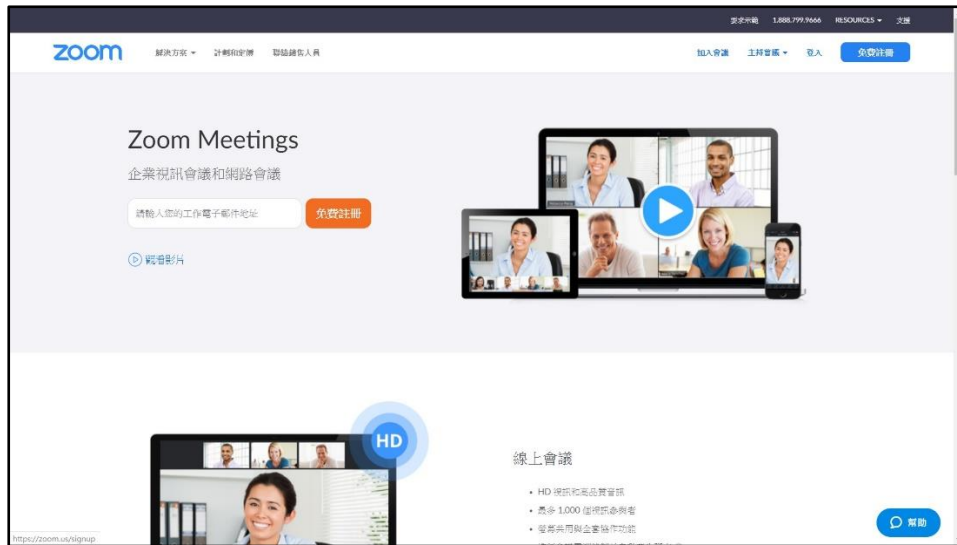 要求示範 1.888.799.9666 RESOURCES 支援
zoom 解決方案 計劃和定價 聯絡銷售人員 加入會議 主持會議 登入 免費註冊
Zoom Meetings
企業視訊會議和網路會議
請輸入您的工作電子郵件地址 免費註冊
觀看影片
HD
線上會議
• HD 視訊和高品質音訊
• 最多 1,000 個視訊參與者
• 螢幕共用與全套協作功能
幫助
https://zoom.us/signup